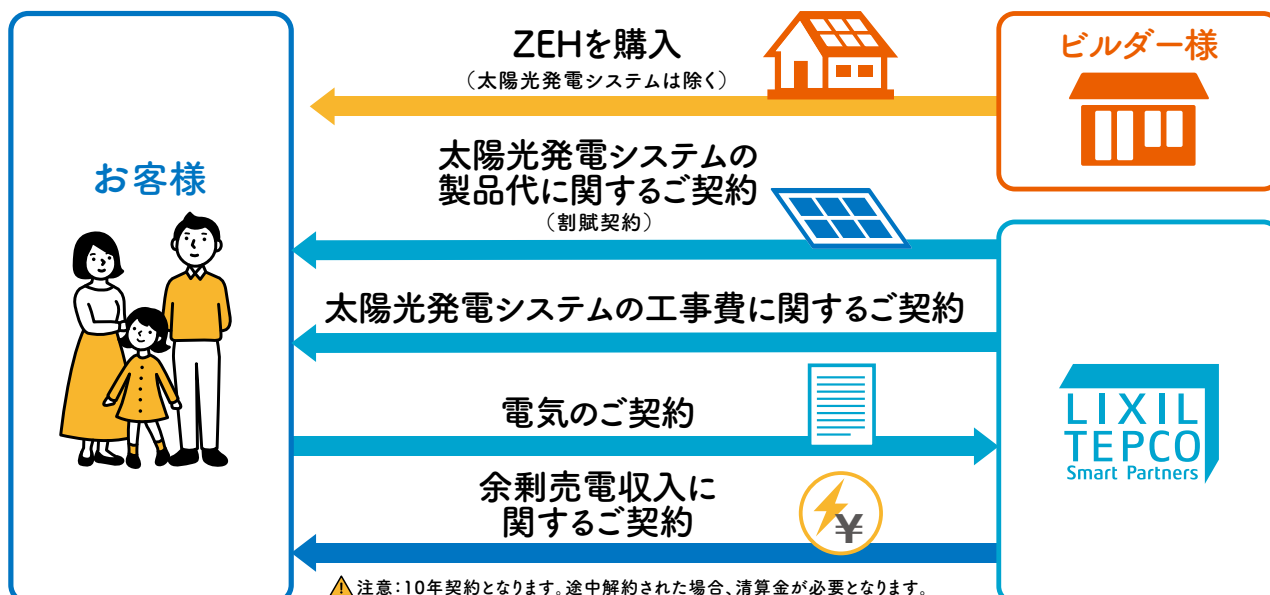 お客様
ZEHを購入
（太陽光発電システムは除く）
ビルダー様
太陽光発電システムの
製品代に関するご契約
（割賦契約）
太陽光発電システムの工事費に関するご契約
電気のご契約
余剰売電収入に
関するご契約
¥
LIXIL
TEPCO
Smart Partners
注意：10年契約となります。途中解約された場合、清算金が必要となります。